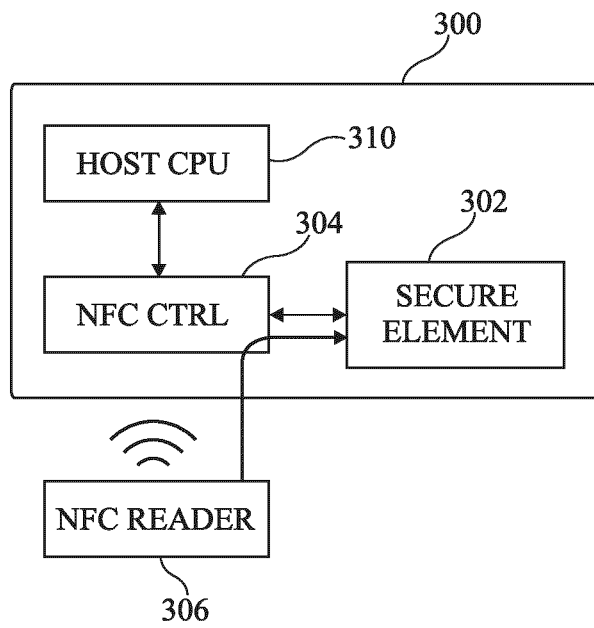 300
HOST CPU
310
304
302
NFC CTRL
SECURE
ELEMENT
NFC READER
306